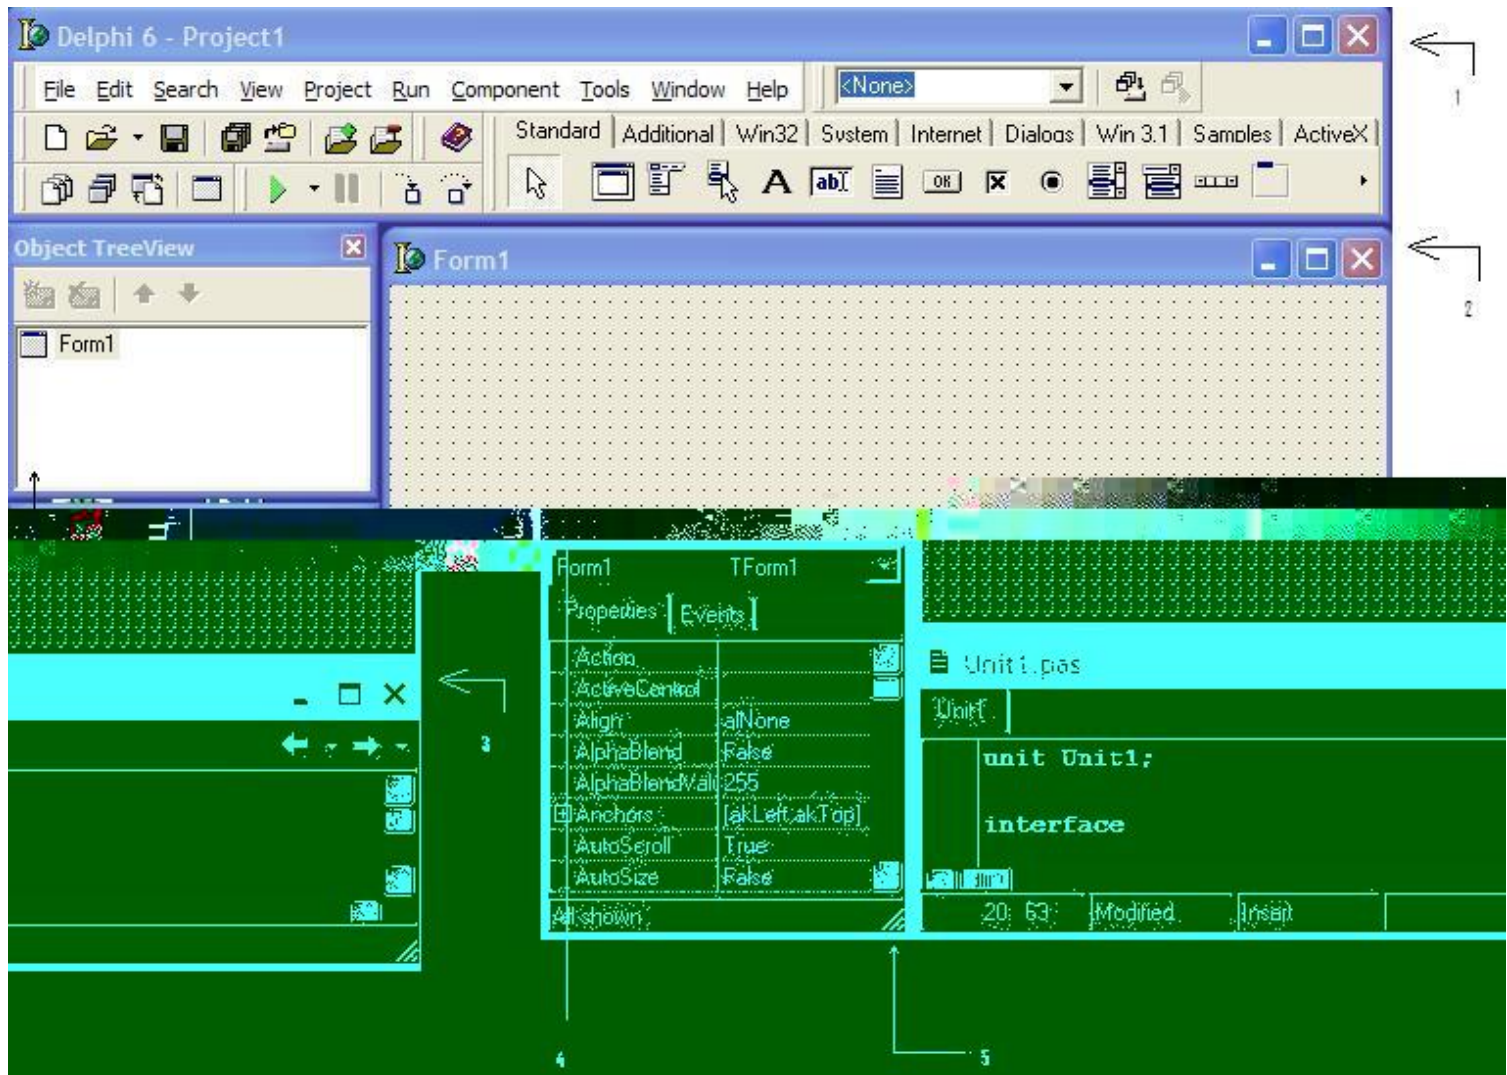 Delphi 6 - Project1
File Edit Search View Project Run Component Tools Window Help <None>
1
Standard Additional Win32 System Internet Dialogs Win 3.1 Samples ActiveX
A ab OK
Object TreeView
Form1
2
Form1
Form1 TForm1
Properties Events
Action
ActiveControl
Align alNone
AlphaBlend False
AlphaBlendValu 255
Anchors [akLeft,akTop]
AutoScroll True
AutoSize False
All shown
3
Unit1.pas
Unit1
unit Unit1;
interface
20: 63 Modified Insert
4
5